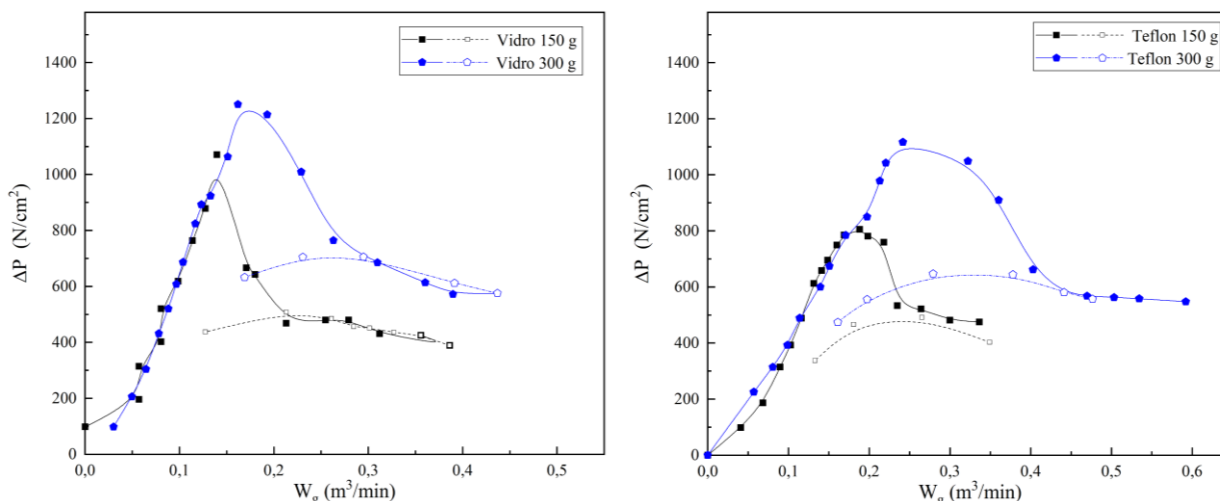 1400
1200
1000
800
600
400
200
0
ΔP (N/cm²)
Vidro 150 g
Vidro 300 g
0,0 0,1 0,2 0,3 0,4 0,5
W_g (m³/min)
1400
1200
1000
800
600
400
200
0
ΔP (N/cm²)
Teflon 150 g
Teflon 300 g
0,0 0,1 0,2 0,3 0,4 0,5 0,6
W_g (m³/min)